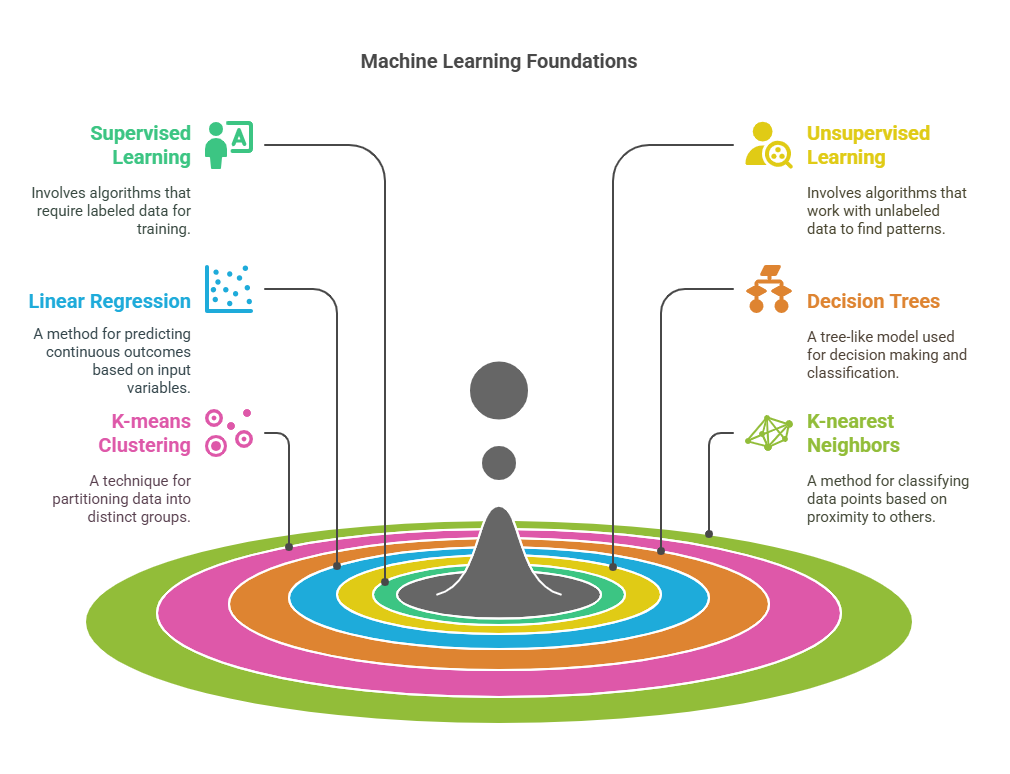 Machine Learning Foundations
Supervised
Learning
Involves algorithms that
require labeled data for
training.
Linear Regression
A method for predicting
continuous outcomes
based on input
variables.
K-means
Clustering
A technique for
partitioning data into
distinct groups.
A
Unsupervised
Learning
Involves algorithms that
work with unlabeled
data to find patterns.
Decision Trees
A tree-like model used
for decision making and
classification.
K-nearest
Neighbors
A method for classifying
data points based on
proximity to others.